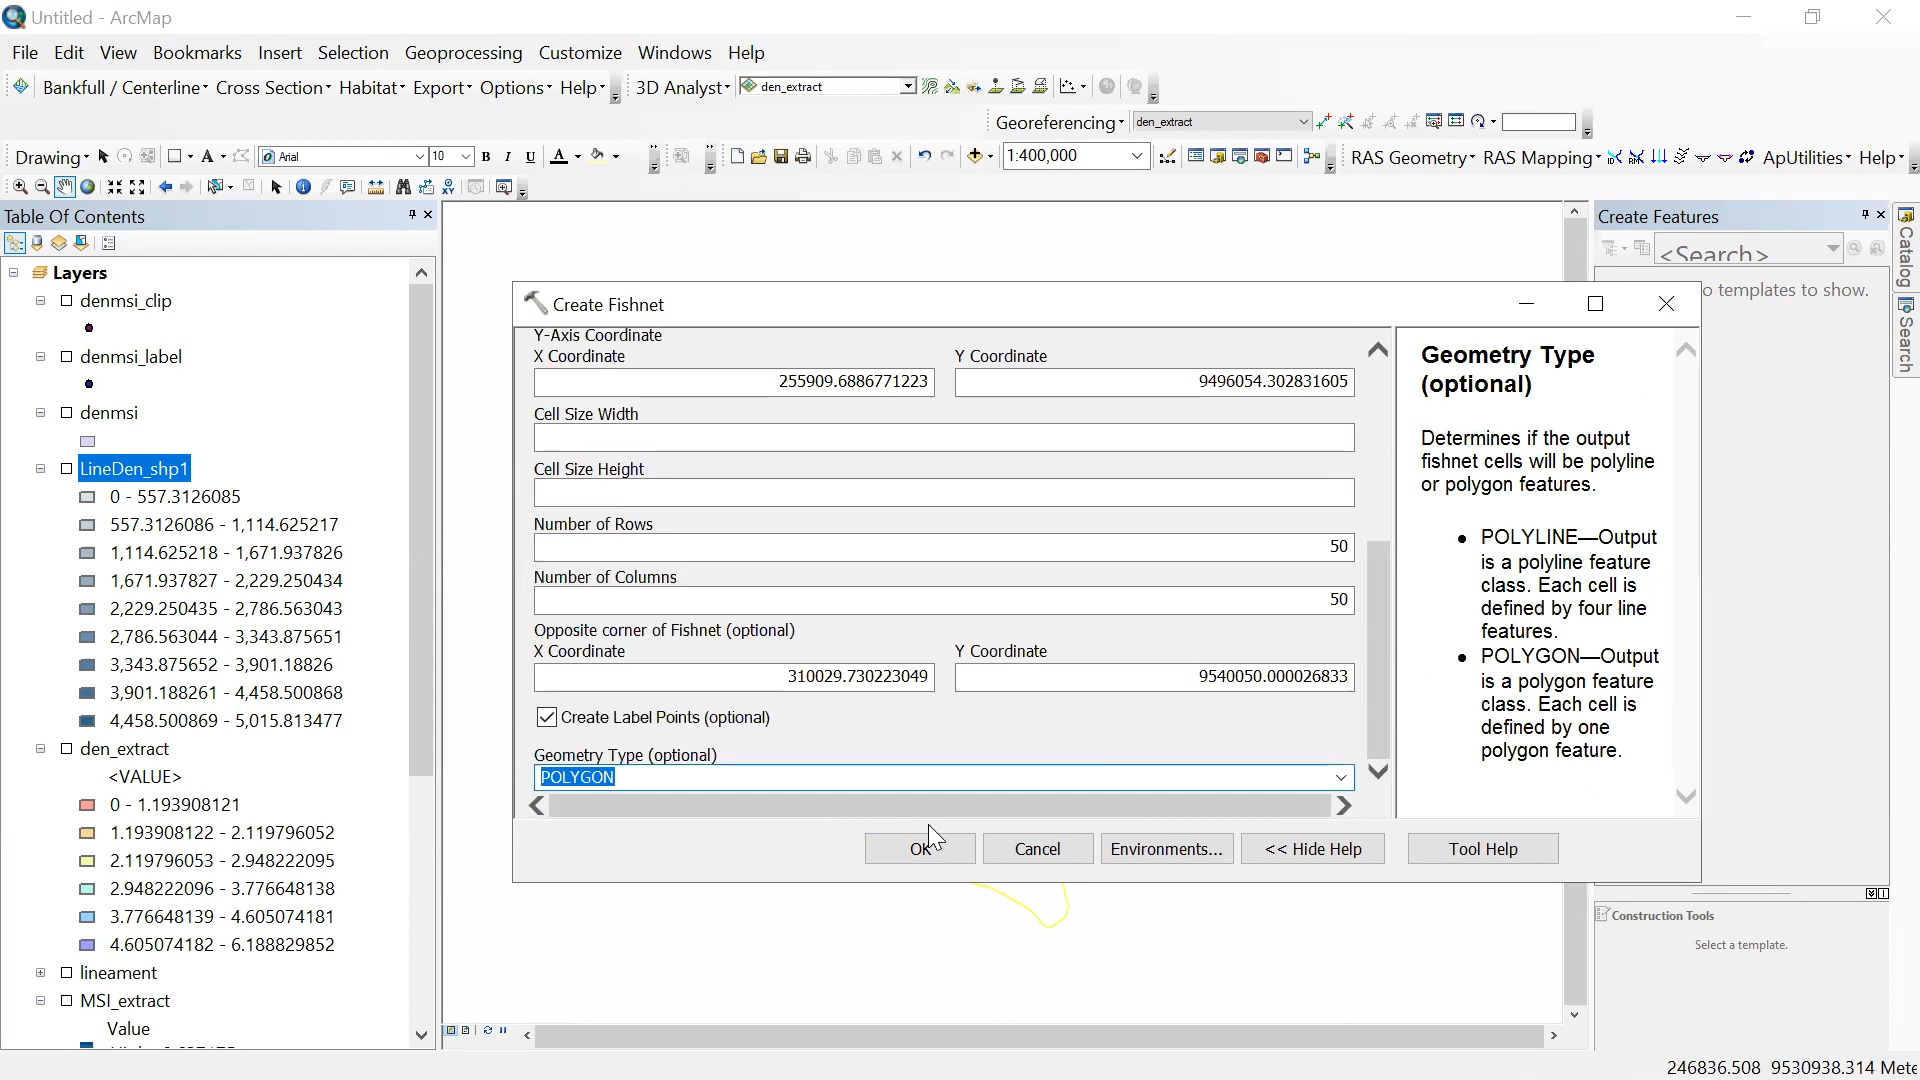 Untitled - ArcMap
File Edit View Bookmarks Insert Selection Geoprocessing Customize Windows Help
Bankfull / Centerline Cross Section Habitat Export Options Help 3D Analyst den_extract
Georeferencing den_extract
Drawing A Arial 10 B I U A 1:400,000 RAS Geometry RAS Mapping ApUtilities Help
Table Of Contents
Layers
denmsi_clip
denmsi_label
denmsi
LineDen_shp1
0 - 557.3126085
557.3126086 - 1,114.625217
1,114.625218 - 1,671.937826
1,671.937827 - 2,229.250434
2,229.250435 - 2,786.563043
2,786.563044 - 3,343.875651
3,343.875652 - 3,901.18826
3,901.188261 - 4,458.500868
4,458.500869 - 5,015.813477
den_extract
<VALUE>
0 - 1.193908121
1.193908122 - 2.119796052
2.119796053 - 2.948222095
2.948222096 - 3.776648138
3.776648139 - 4.605074181
4.605074182 - 6.188829852
lineament
MSI_extract
Value
Create Fishnet
Y-Axis Coordinate
X Coordinate Y Coordinate
255909.6886771223 9496054.302831605
Cell Size Width
Cell Size Height
Number of Rows
50
Number of Columns
50
Opposite corner of Fishnet (optional)
X Coordinate Y Coordinate
310029.730223049 9540050.000026833
Create Label Points (optional)
Geometry Type (optional)
POLYGON
OK Cancel Environments... << Hide Help Tool Help
Geometry Type
(optional)
Determines if the output
fishnet cells will be polyline
or polygon features.
• POLYLINE—Output
is a polyline feature
class. Each cell is
defined by four line
features.
• POLYGON—Output
is a polygon feature
class. Each cell is
defined by one
polygon feature.
Create Features
<Search>
o templates to show.
Construction Tools
Select a template.
Catalog
Search
246836.508 9530938.314 Mete